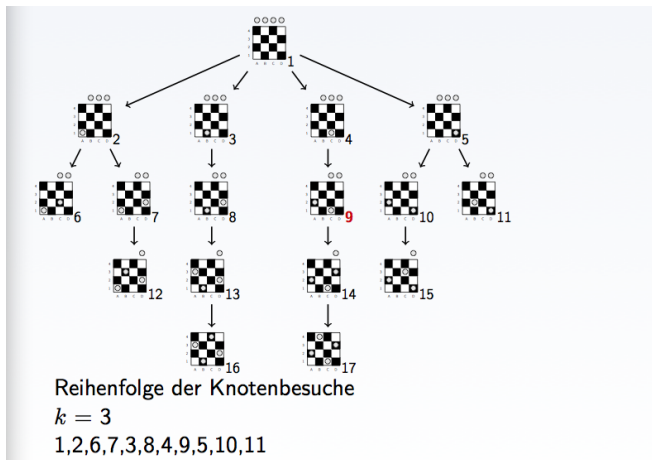 1
2 3 4 5
6 7 8 9 10 11
12 13 14 15
16 17
Reihenfolge der Knotenbesuche
k = 3
1,2,6,7,3,8,4,9,5,10,11